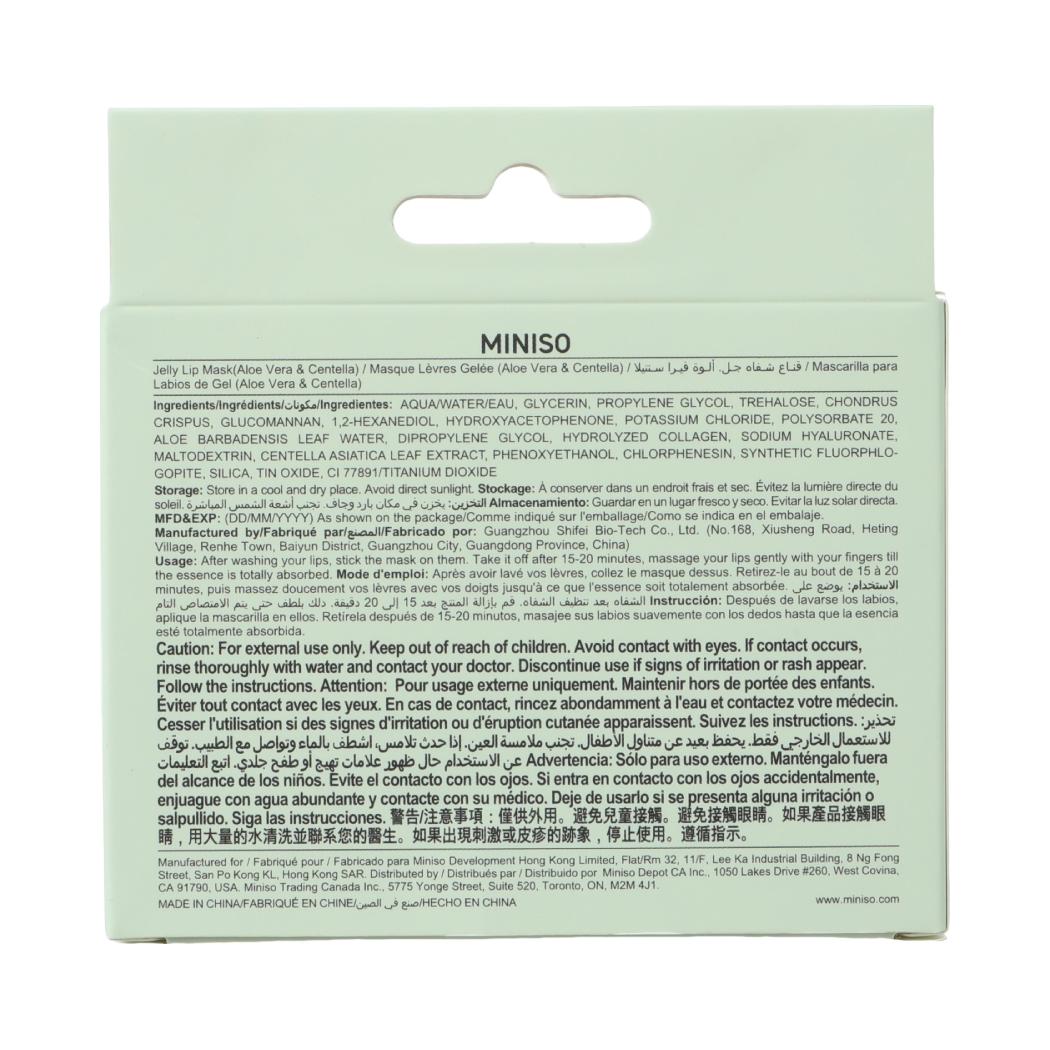 MINISO
Jelly Lip Mask(Aloe Vera & Centella) / Masque Lèvres Gelée (Aloe Vera & Centella) / قناع شفاه جل. ألوة فيرا سنتيلا / Mascarilla para
Labios de Gel (Aloe Vera & Centella)
Ingredients/Ingrédients/مكونات/Ingredientes: AQUA/WATER/EAU, GLYCERIN, PROPYLENE GLYCOL, TREHALOSE, CHONDRUS
CRISPUS, GLUCOMANNAN, 1,2-HEXANEDIOL, HYDROXYACETOPHENONE, POTASSIUM CHLORIDE, POLYSORBATE 20,
ALOE BARBADENSIS LEAF WATER, DIPROPYLENE GLYCOL, HYDROLYZED COLLAGEN, SODIUM HYALURONATE,
MALTODEXTRIN, CENTELLA ASIATICA LEAF EXTRACT, PHENOXYETHANOL, CHLORPHENESIN, SYNTHETIC FLUORPHLO-
GOPITE, SILICA, TIN OXIDE, CI 77891/TITANIUM DIOXIDE
Storage: Store in a cool and dry place. Avoid direct sunlight. Stockage: À conserver dans un endroit frais et sec. Évitez la lumière directe du
soleil. التخزين: يخزن في مكان بارد وجاف. تجنب أشعة الشمس المباشرة Almacenamiento: Guardar en un lugar fresco y seco. Evitar la luz solar directa.
MFD&EXP: (DD/MM/YYYY) As shown on the package/Comme indiqué sur l'emballage/Como se indica en el embalaje.
Manufactured by/Fabriqué par/المصنع/Fabricado por: Guangzhou Shifei Bio-Tech Co., Ltd. (No.168, Xiusheng Road, Heting
Village, Renhe Town, Baiyun District, Guangzhou City, Guangdong Province, China)
Usage: After washing your lips, stick the mask on them. Take it off after 15-20 minutes, massage your lips gently with your fingers till
the essence is totally absorbed. Mode d'emploi: Après avoir lavé vos lèvres, collez le masque dessus. Retirez-le au bout de 15 à 20
minutes, puis massez doucement vos lèvres avec vos doigts jusqu'à ce que l'essence soit totalement absorbée. الاستخدام: يوضع على
الشفاه بعد تنظيف الشفاه. قم بإزالة المنتج بعد 15 إلى 20 دقيقة. دلك بلطف حتى يتم الامتصاص التام Instrucción: Después de lavarse los labios,
aplique la mascarilla en ellos. Retírela después de 15-20 minutos, masajee sus labios suavemente con los dedos hasta que la esencia
esté totalmente absorbida.
Caution: For external use only. Keep out of reach of children. Avoid contact with eyes. If contact occurs,
rinse thoroughly with water and contact your doctor. Discontinue use if signs of irritation or rash appear.
Follow the instructions. Attention: Pour usage externe uniquement. Maintenir hors de portée des enfants.
Éviter tout contact avec les yeux. En cas de contact, rincez abondamment à l'eau et contactez votre médecin.
Cesser l'utilisation si des signes d'irritation ou d'éruption cutanée apparaissent. Suivez les instructions. تحذير:
للاستعمال الخارجي فقط. يحفظ بعيد عن متناول الأطفال. تجنب ملامسة العين. إذا حدث تلامس، اشطف بالماء وتواصل مع الطبيب. توقف
عن الاستخدام حال ظهور علامات تهيج أو طفح جلدي. اتبع التعليمات Advertencia: Sólo para uso externo. Manténgalo fuera
del alcance de los niños. Evite el contacto con los ojos. Si entra en contacto con los ojos accidentalmente,
enjuague con agua abundante y contacte con su médico. Deje de usarlo si se presenta alguna irritación o
salpullido. Siga las instrucciones. 警告/注意事項：僅供外用。避免兒童接觸。避免接觸眼睛。如果產品接觸眼
睛，用大量的水清洗並聯系您的醫生。如果出現刺激或皮疹的跡象，停止使用。遵循指示。
Manufactured for / Fabriqué pour / Fabricado para Miniso Development Hong Kong Limited, Flat/Rm 32, 11/F, Lee Ka Industrial Building, 8 Ng Fong
Street, San Po Kong KL, Hong Kong SAR. Distributed by / Distribués par / Distribuido por Miniso Depot CA Inc., 1050 Lakes Drive #260, West Covina,
CA 91790, USA. Miniso Trading Canada Inc., 5775 Yonge Street, Suite 520, Toronto, ON, M2M 4J1.
MADE IN CHINA/FABRIQUÉ EN CHINE/صنع في الصين/HECHO EN CHINA
www.miniso.com